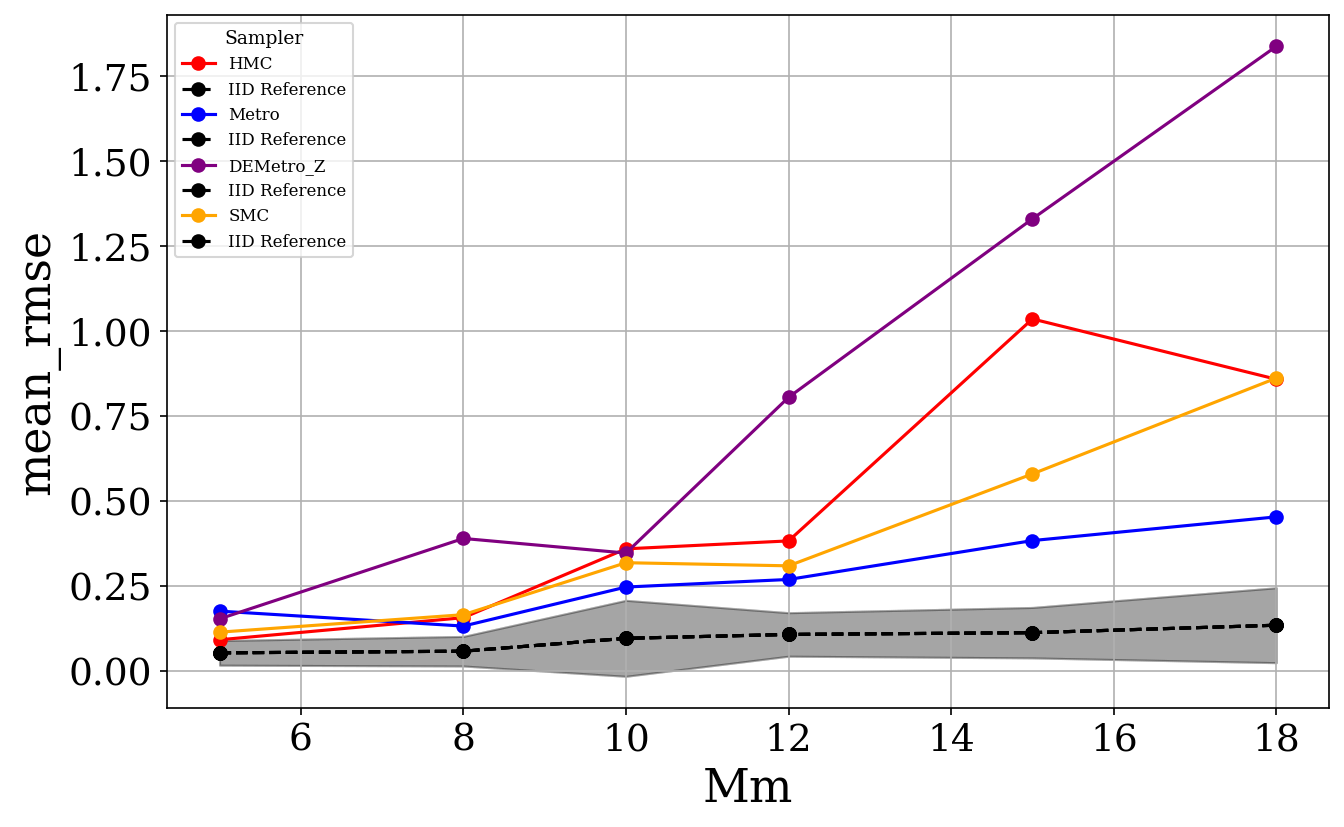 Sampler
HMC
IID Reference
Metro
IID Reference
DEMetro_Z
IID Reference
SMC
IID Reference
1.75
1.50
1.25
1.00
0.75
0.50
0.25
0.00
mean_rmse
6 8 10 12 14 16 18
Mm